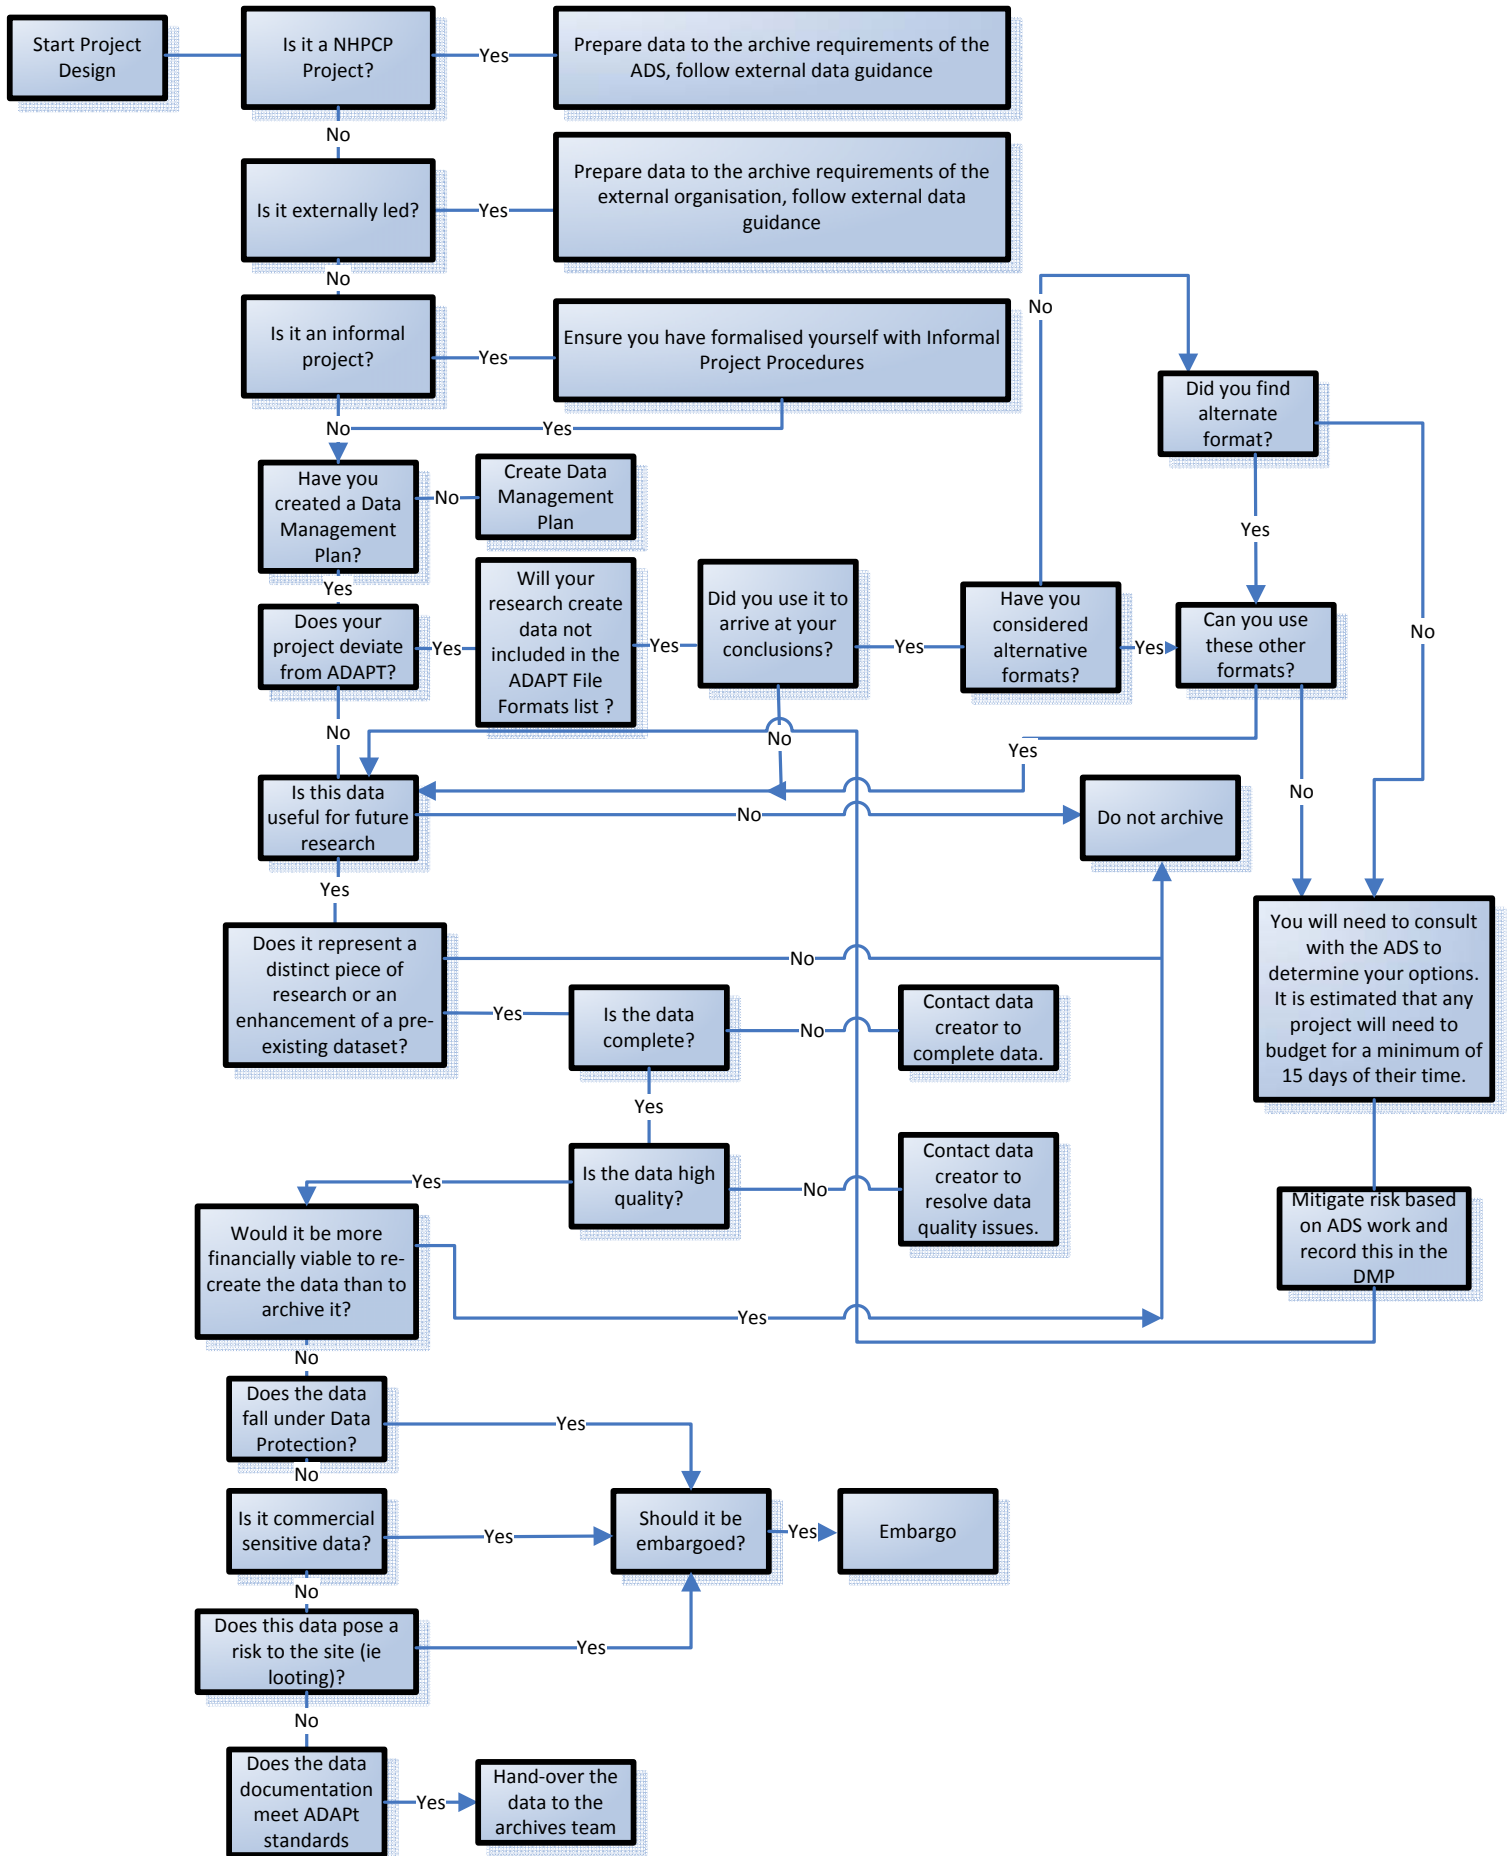 Start Project
Design
Is it a NHPCP
Project?
Yes
Prepare data to the archive requirements of the
ADS, follow external data guidance
No
Is it externally led?
Yes
Prepare data to the archive requirements of the
external organisation, follow external data
guidance
No
Is it an informal
project?
Yes
Ensure you have formalised yourself with Informal
Project Procedures
No
Yes
No
Did you find
alternate
format?
Have you
created a Data
Management
Plan?
No
Create Data
Management
Plan
Yes
No
Yes
Does your
project deviate
from ADAPT?
Yes
Will your
research create
data not
included in the
ADAPT File
Formats list ?
Yes
Did you use it to
arrive at your
conclusions?
Yes
Have you
considered
alternative
formats?
Yes
Can you use
these other
formats?
No
No
Yes
No
Is this data
useful for future
research
No
Do not archive
Yes
Does it represent a
distinct piece of
research or an
enhancement of a pre-
existing dataset?
No
Yes
Is the data
complete?
No
Contact data
creator to
complete data.
You will need to consult
with the ADS to
determine your options.
It is estimated that any
project will need to
budget for a minimum of
15 days of their time.
Yes
Is the data high
quality?
No
Contact data
creator to
resolve data
quality issues.
Yes
Mitigate risk based
on ADS work and
record this in the
DMP
Would it be more
financially viable to re-
create the data than to
archive it?
Yes
No
Does the data
fall under Data
Protection?
Yes
No
Is it commercial
sensitive data?
Yes
Should it be
embargoed?
Yes
Embargo
No
Does this data pose a
risk to the site (ie
looting)?
Yes
No
Does the data
documentation
meet ADAPt
standards
Yes
Hand-over the
data to the
archives team